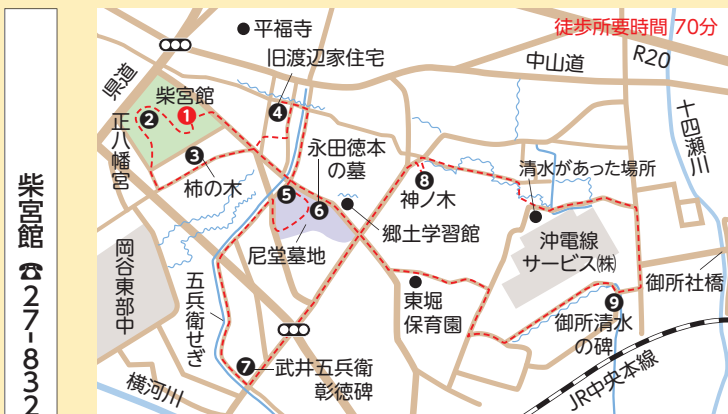 柴宮館 ☎27-832
徒歩所要時間 70分
平福寺
旧渡辺家住宅
中山道
R20
県道
柴宮館
1
2
4
十四瀬川
正八幡宮
3
柿の木
永田徳本
の墓
5
6
8
神ノ木
清水があった場所
郷土学習館
尼堂墓地
沖電線
サービス㈱
岡谷東部中
五兵衛せぎ
東堀
保育園
9
御所社橋
御所清水
の碑
7
武井五兵衛
彰徳碑
横河川
JR中央本線